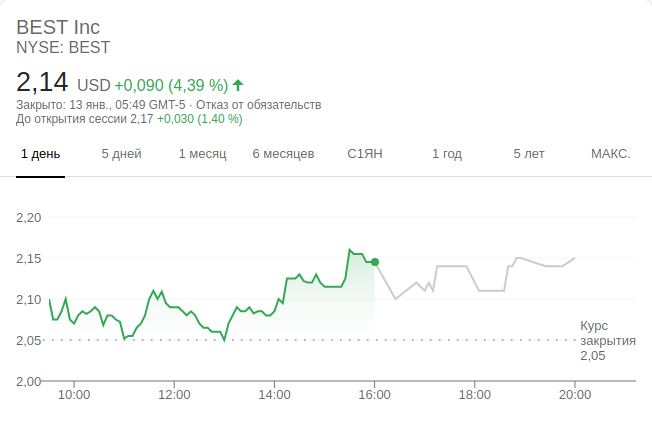 BEST Inc
NYSE: BEST
2,14 USD +0,090 (4,39 %)
Закрыто: 13 янв., 05:49 GMT-5 · Отказ от обязательств
До открытия сессии 2,17 +0,030 (1,40 %)
1 день 5 дней 1 месяц 6 месяцев С1ЯН 1 год 5 лет МАКС.
2,20
2,15
2,10
2,05
2,00
Курс
закрытия
2,05
10:00 12:00 14:00 16:00 18:00 20:00